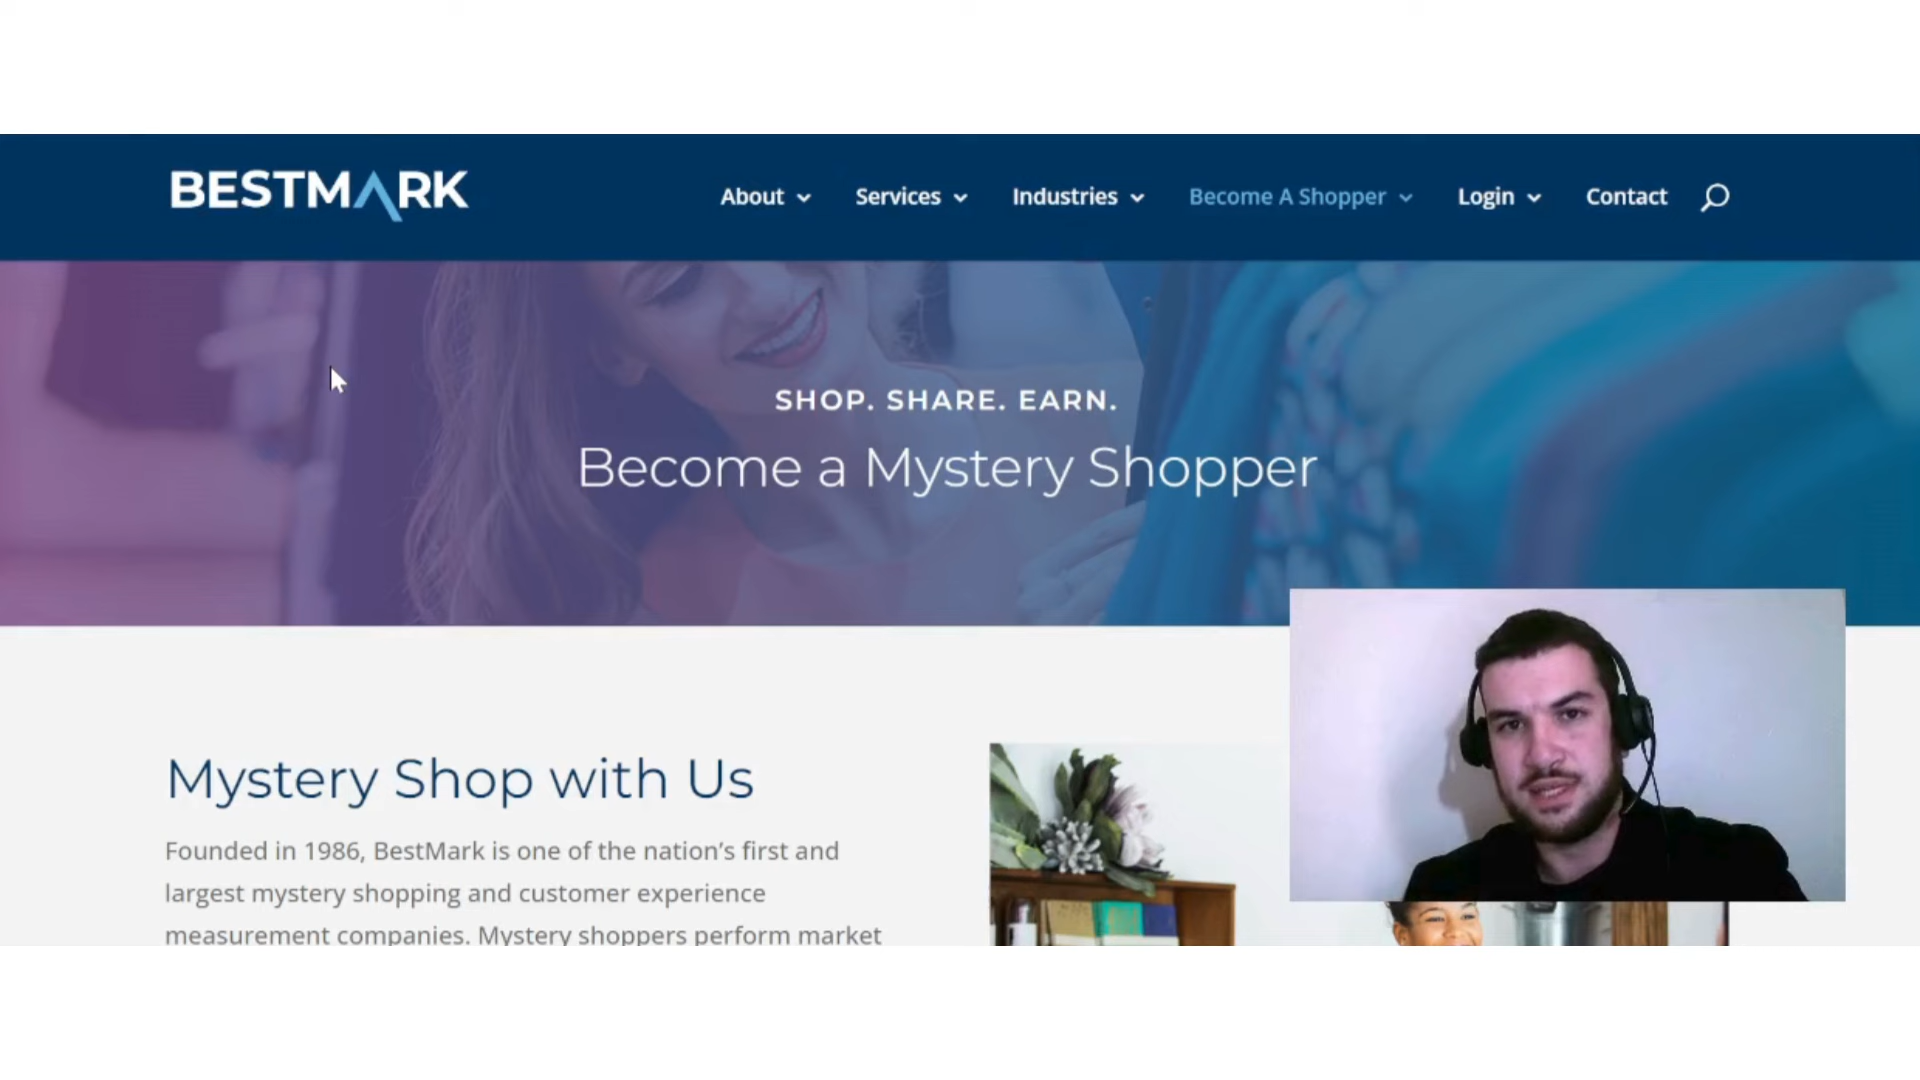 BESTMARK
About
Services
Industries
Become A Shopper
Login
Contact
SHOP. SHARE. EARN.
Become a Mystery Shopper
Mystery Shop with Us
Founded in 1986, BestMark is one of the nation's first and
largest mystery shopping and customer experience
measurement companies. Mystery shoppers perform market